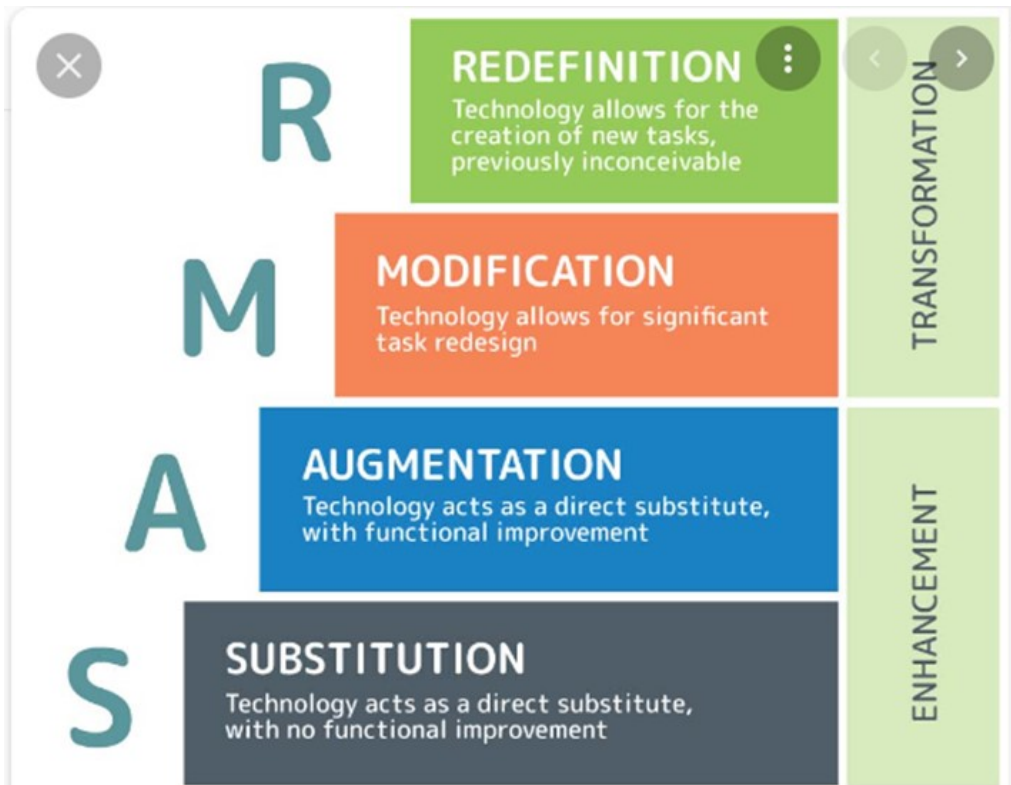 R
REDEFINITION
Technology allows for the
creation of new tasks,
previously inconceivable
M
MODIFICATION
Technology allows for significant
task redesign
TRANSFORMATION
A
AUGMENTATION
Technology acts as a direct substitute,
with functional improvement
S
SUBSTITUTION
Technology acts as a direct substitute,
with no functional improvement
ENHANCEMENT